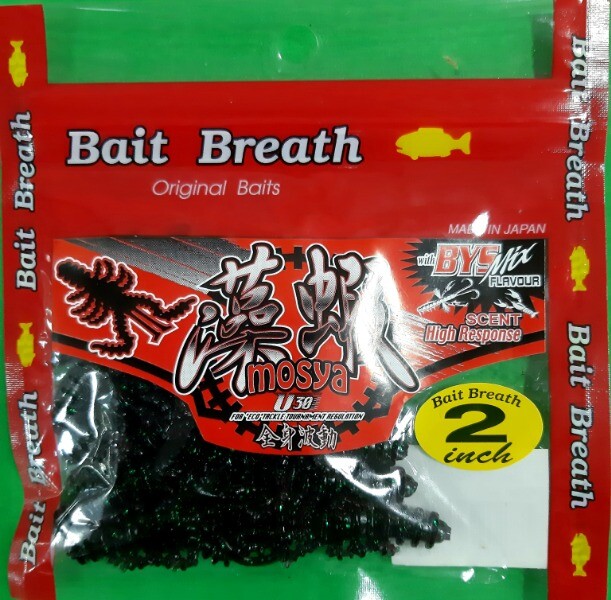 Bait Breath
Original Baits
MADE IN JAPAN
with BYS Mix
FLAVOUR
SCENT
High Response
藻蝦
mosya
U30
FOR "ECO" TACKLE TOURNAMENT REGULATION
全身波動
Bait Breath
2
inch
Bait Breath
Bait Breath
Bait Breath
Bait Breath
Bait Breath